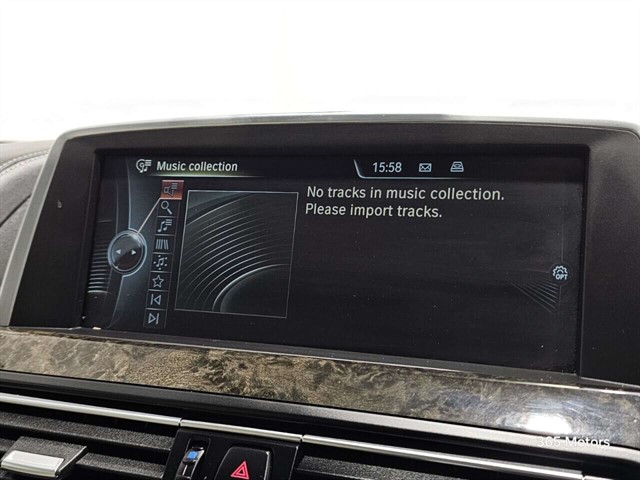 Music collection
15:58
No tracks in music collection.
Please import tracks.
OPT
365 Motors